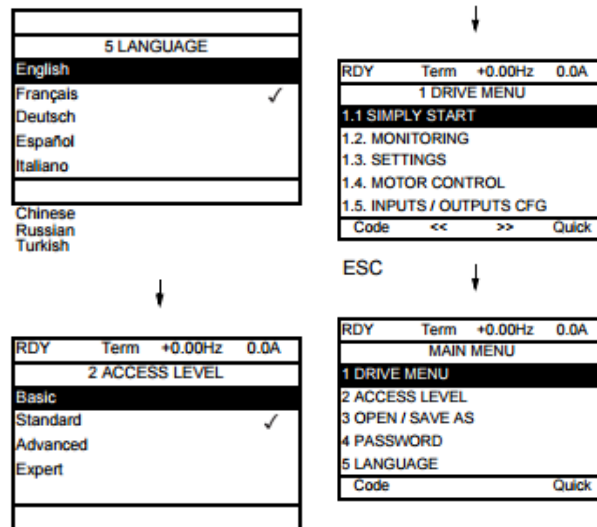 5 LANGUAGE
English
Français ✓
Deutsch
Español
Italiano
Chinese
Russian
Turkish
RDY Term +0.00Hz 0.0A
2 ACCESS LEVEL
Basic
Standard ✓
Advanced
Expert
RDY Term +0.00Hz 0.0A
1 DRIVE MENU
1.1 SIMPLY START
1.2. MONITORING
1.3. SETTINGS
1.4. MOTOR CONTROL
1.5. INPUTS / OUTPUTS CFG
Code << >> Quick
ESC
RDY Term +0.00Hz 0.0A
MAIN MENU
1 DRIVE MENU
2 ACCESS LEVEL
3 OPEN / SAVE AS
4 PASSWORD
5 LANGUAGE
Code Quick